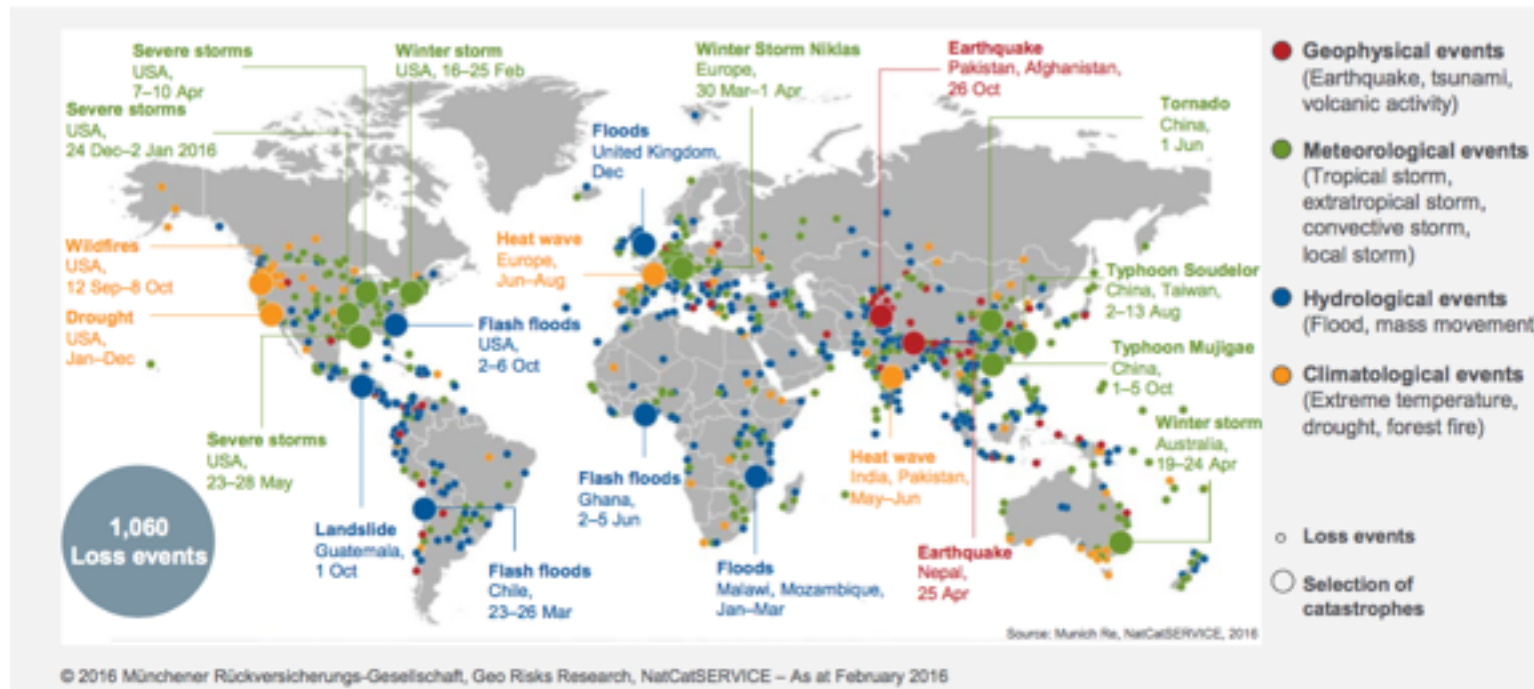 Severe storms
USA,
7–10 Apr
Winter storm
USA, 16–25 Feb
Winter Storm Niklas
Europe,
30 Mar–1 Apr
Earthquake
Pakistan, Afghanistan,
26 Oct
Tornado
China,
1 Jun
Severe storms
USA,
24 Dec–2 Jan 2016
Floods
United Kingdom,
Dec
Wildfires
USA,
12 Sep–8 Oct
Heat wave
Europe,
Jun–Aug
Typhoon Soudelor
China, Taiwan,
2–13 Aug
Drought
USA,
Jan–Dec
Flash floods
USA,
2–6 Oct
Typhoon Mujigae
China,
1–5 Oct
Severe storms
USA,
23–28 May
Winter storm
Australia,
19–24 Apr
Heat wave
India, Pakistan,
May–Jun
Flash floods
Ghana,
2–5 Jun
1,060
Loss events
Landslide
Guatemala,
1 Oct
Flash floods
Chile,
23–26 Mar
Floods
Malawi, Mozambique,
Jan–Mar
Earthquake
Nepal,
25 Apr
Source: Munich Re, NatCatSERVICE, 2016
Geophysical events
(Earthquake, tsunami,
volcanic activity)
Meteorological events
(Tropical storm,
extratropical storm,
convective storm,
local storm)
Hydrological events
(Flood, mass movement
Climatological events
(Extreme temperature,
drought, forest fire)
Loss events
Selection of
catastrophes
© 2016 Münchener Rückversicherungs-Gesellschaft, Geo Risks Research, NatCatSERVICE – As at February 2016